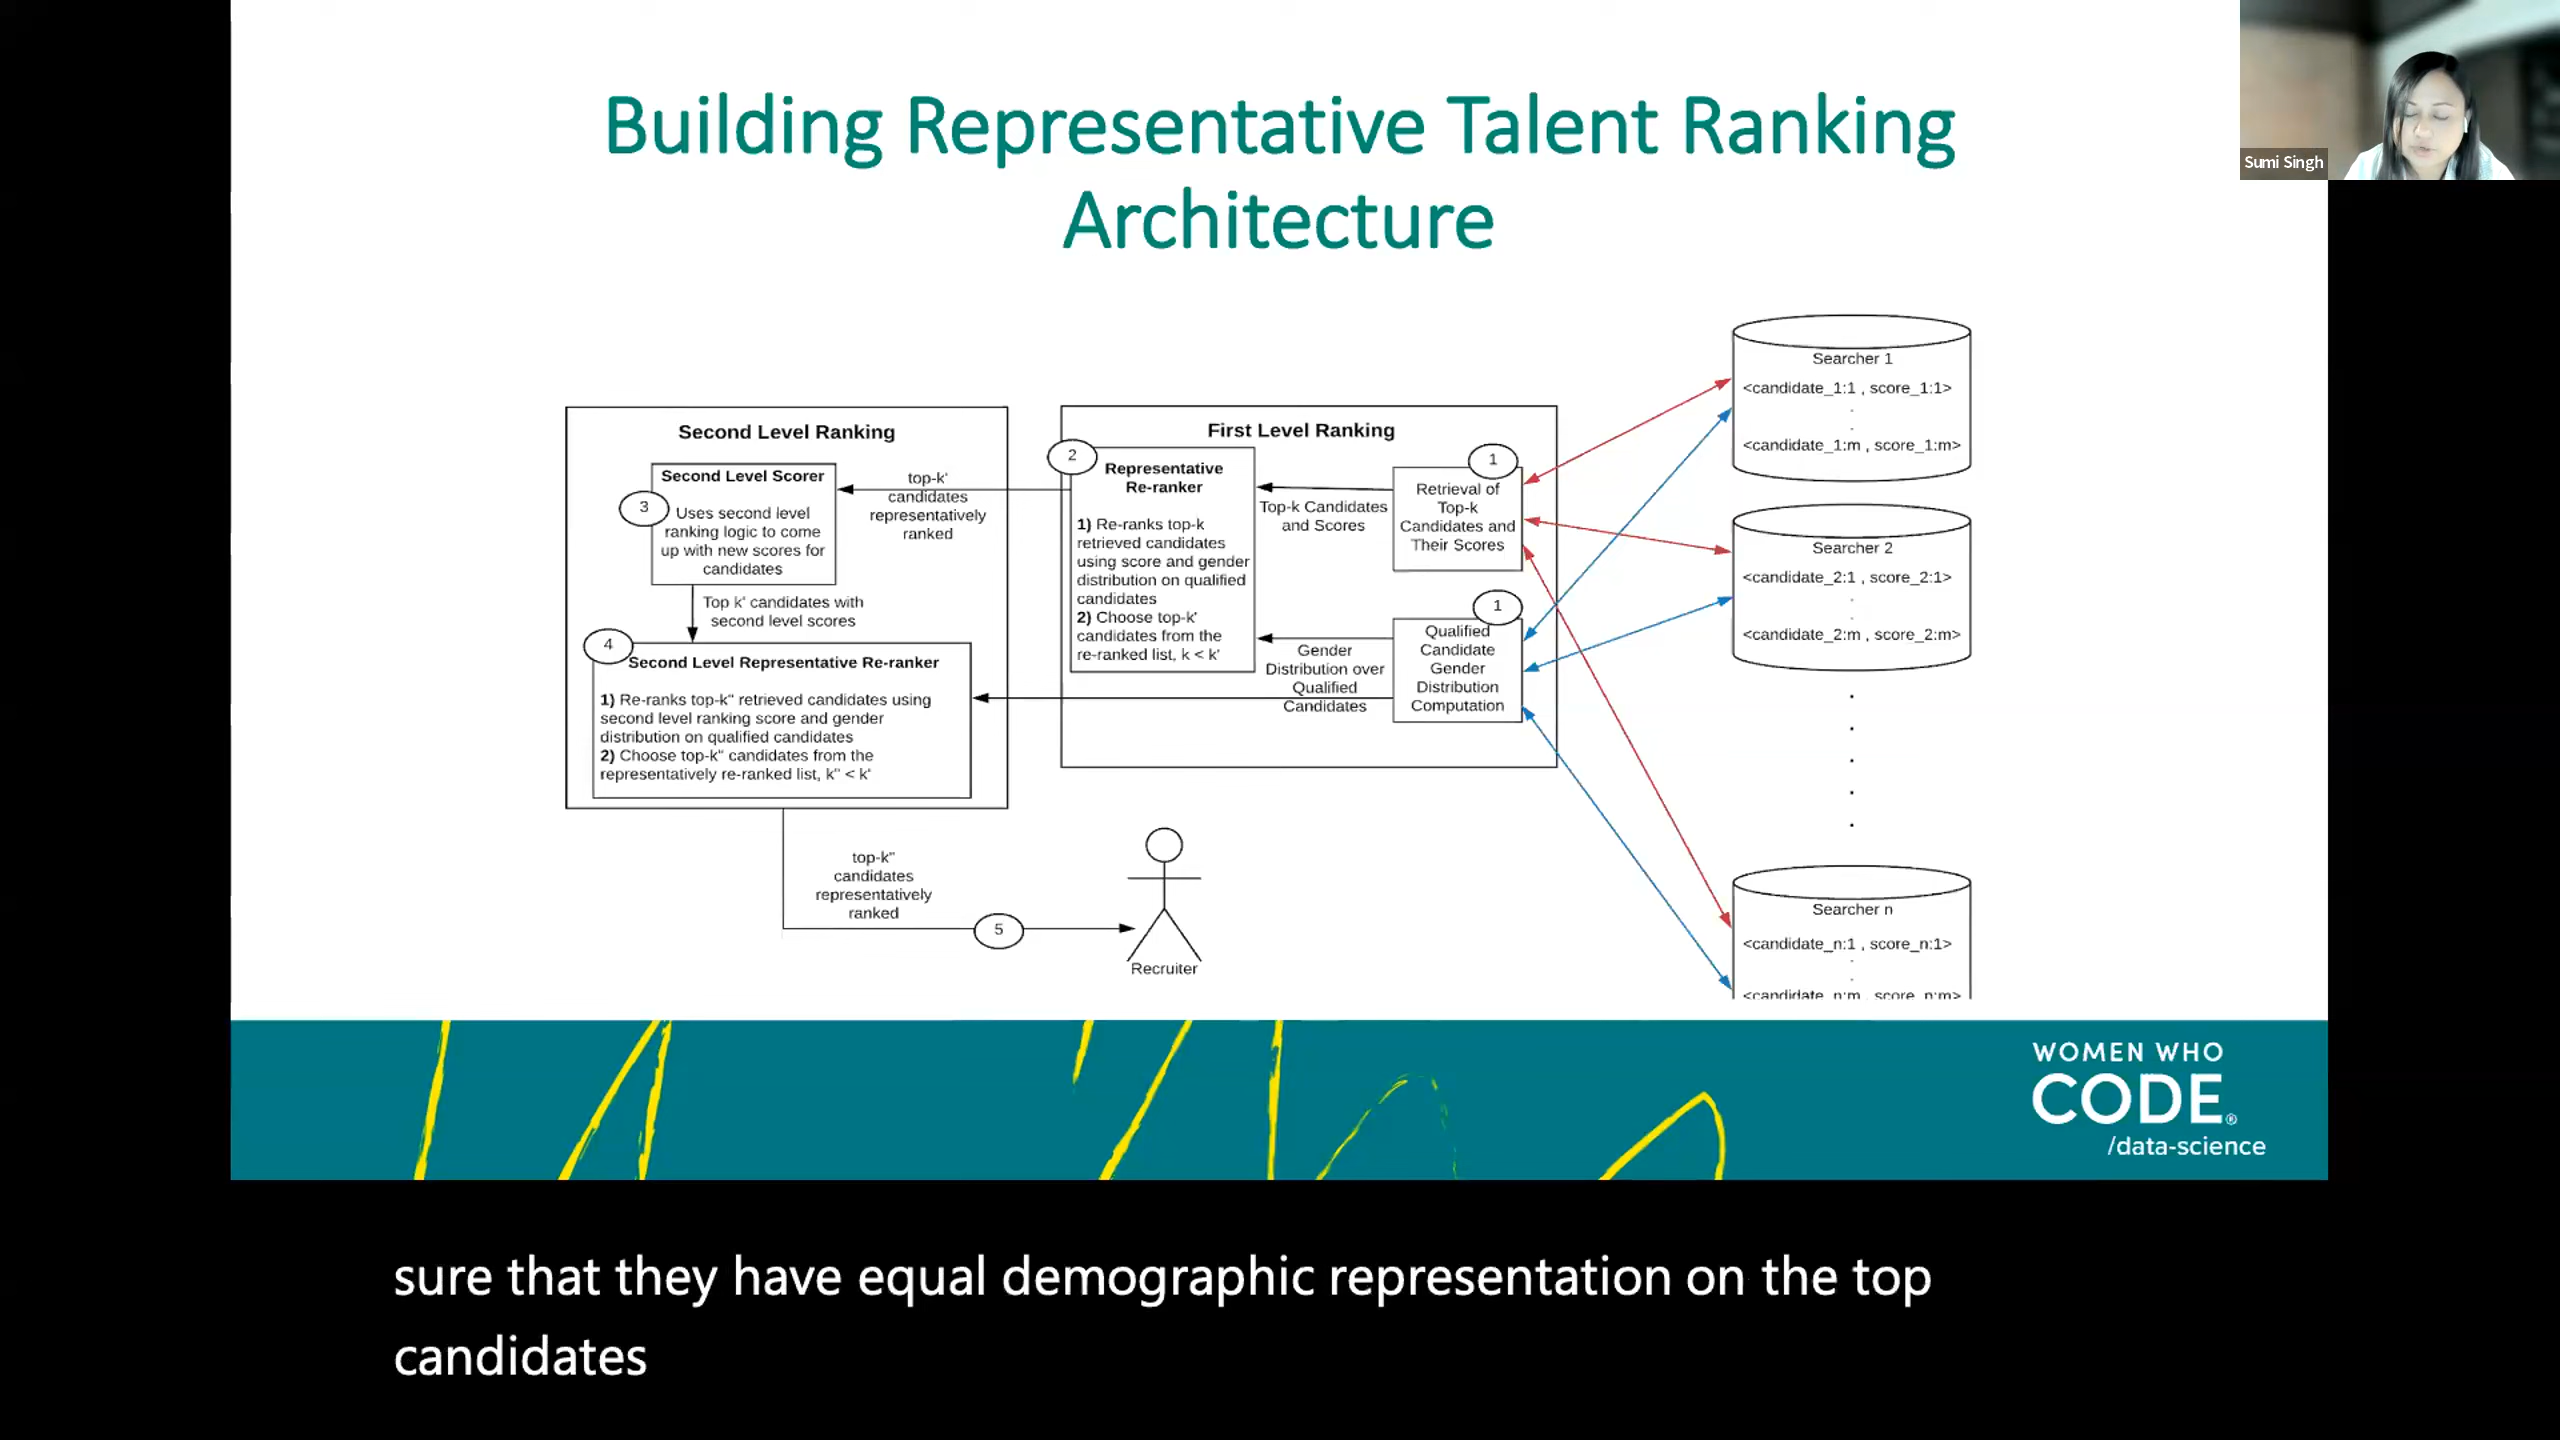 Building Representative Talent Ranking
Architecture
Sumi Singh
Second Level Ranking
Second Level Scorer
3
Uses second level
ranking logic to come
up with new scores for
candidates
top-k'
candidates
representatively
ranked
Top k' candidates with
second level scores
4
Second Level Representative Re-ranker
1) Re-ranks top-k" retrieved candidates using
second level ranking score and gender
distribution on qualified candidates
2) Choose top-k" candidates from the
representatively re-ranked list, k" < k'
First Level Ranking
2
Representative
Re-ranker
1) Re-ranks top-k
retrieved candidates
using score and gender
distribution on qualified
candidates
2) Choose top-k'
candidates from the
re-ranked list, k < k'
Top-k Candidates
and Scores
1
Retrieval of
Top-k
Candidates and
Their Scores
Gender
Distribution over
Qualified
Candidates
1
Qualified
Candidate
Gender
Distribution
Computation
Searcher 1
<candidate_1:1 , score_1:1>
.
.
<candidate_1:m , score_1:m>
Searcher 2
<candidate_2:1 , score_2:1>
.
.
<candidate_2:m , score_2:m>
.
.
.
.
.
Searcher n
<candidate_n:1 , score_n:1>
.
.
<candidate_n:m , score_n:m>
top-k"
candidates
representatively
ranked
5
Recruiter
WOMEN WHO
CODE®
/data-science
sure that they have equal demographic representation on the top
candidates